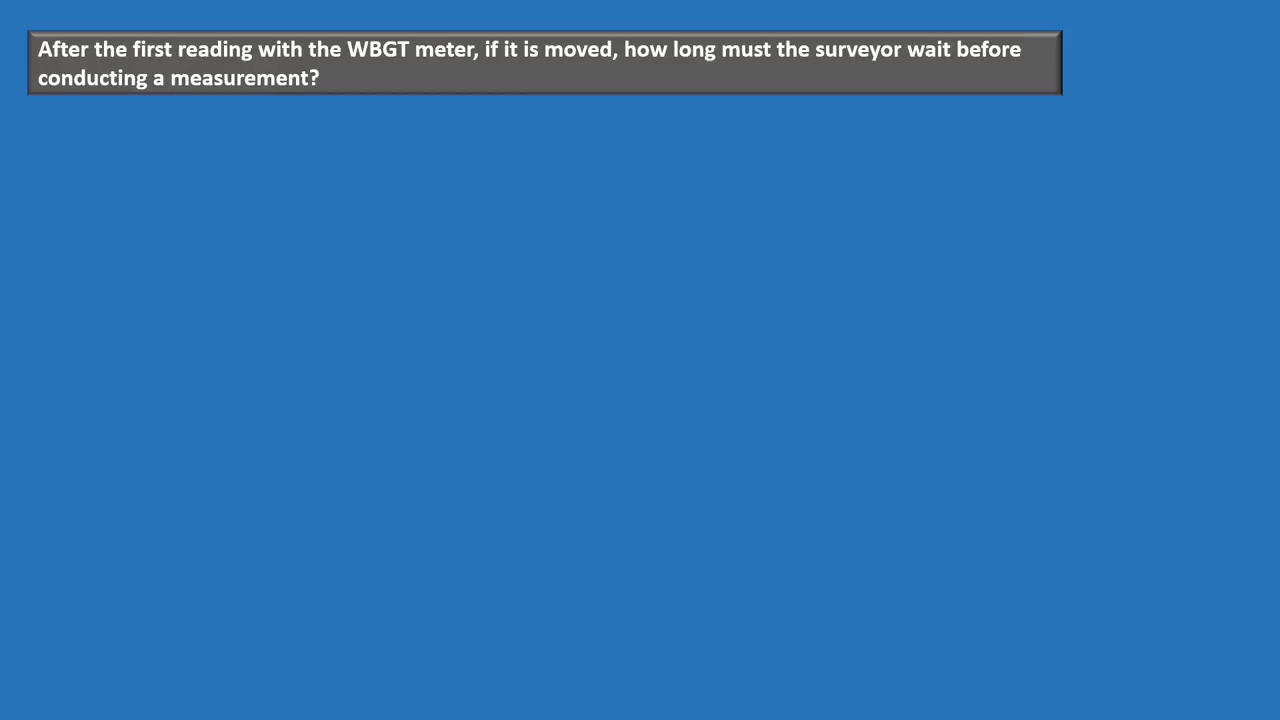 After the first reading with the WBGT meter, if it is moved, how long must the surveyor wait before
conducting a measurement?